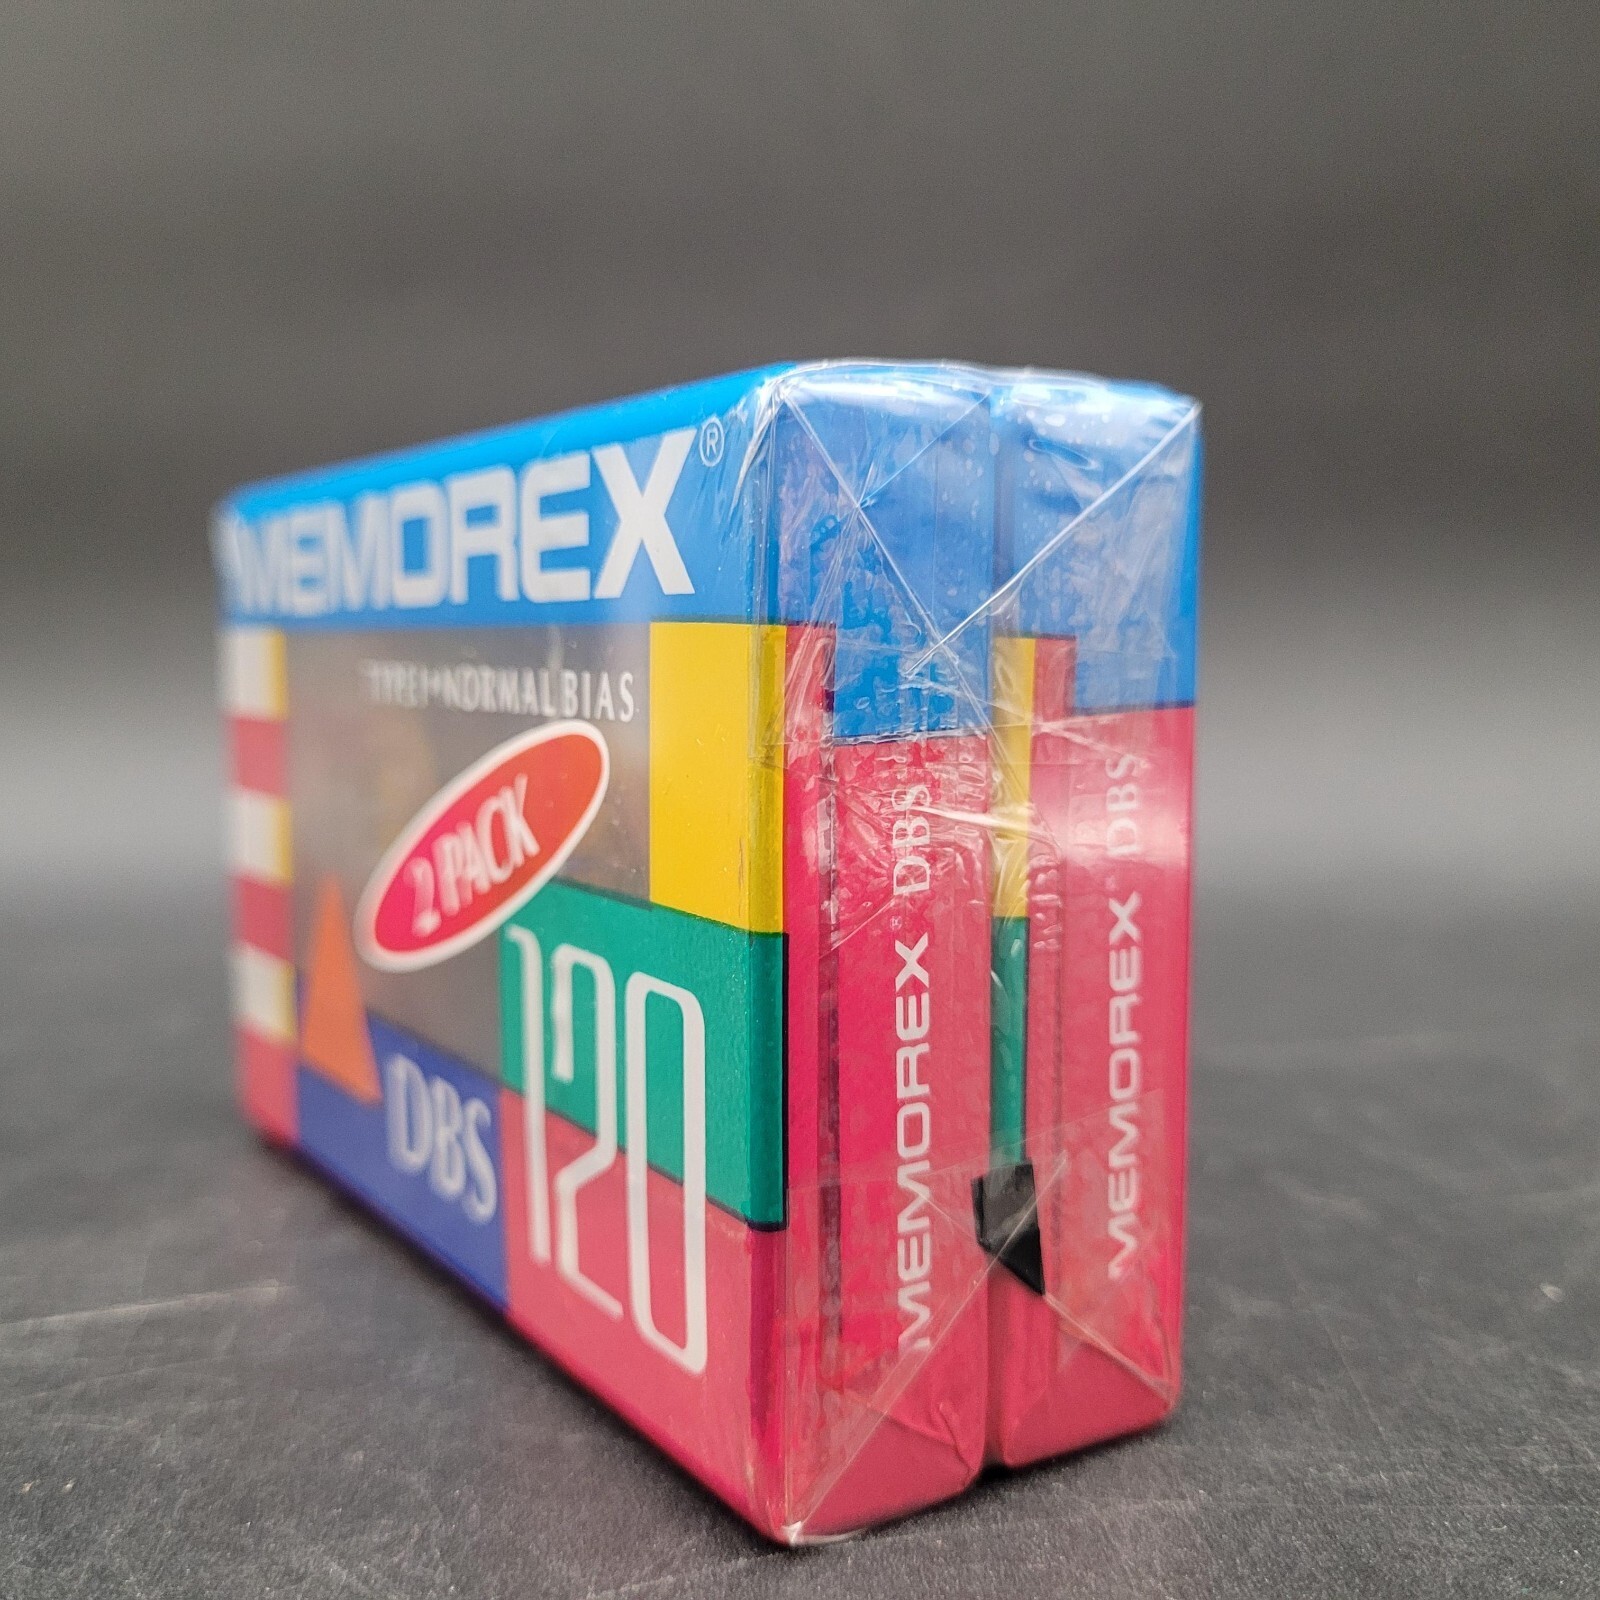 MEMOREX®
TYPE I • NORMAL BIAS
2 PACK
120
DBS
MEMOREX® DBS
MEMOREX® DBS